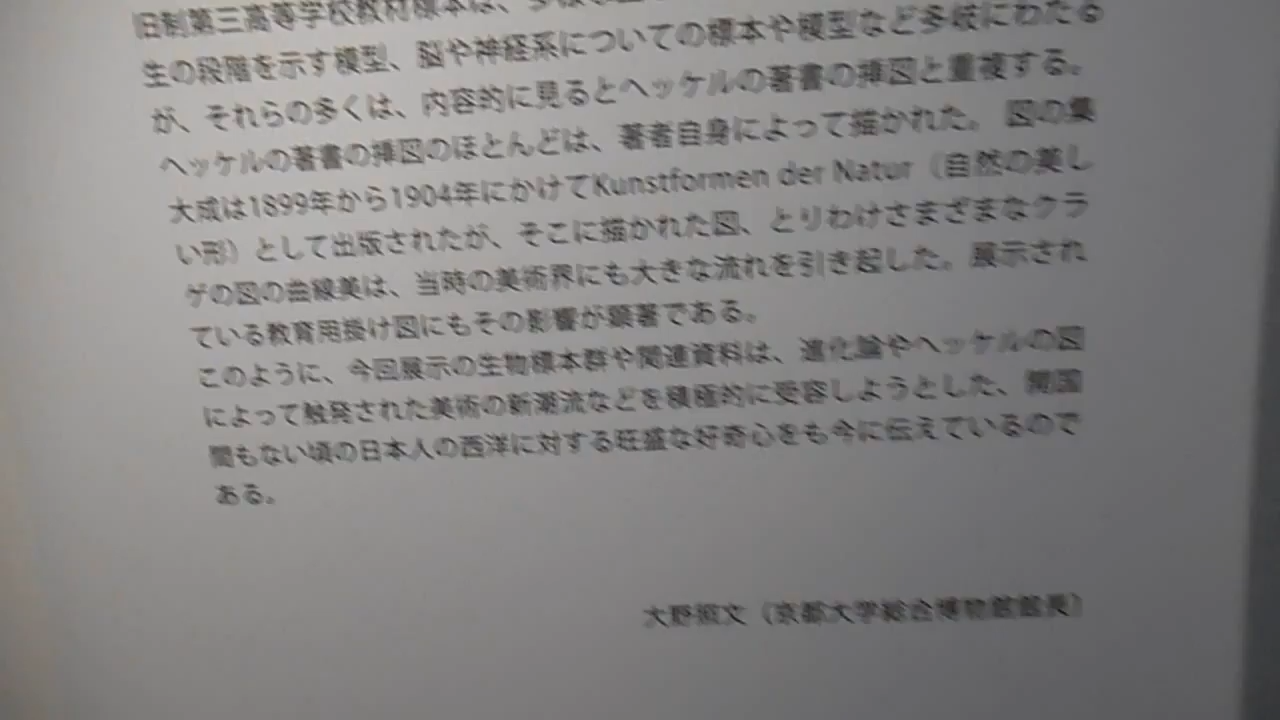 旧制第三高等学校教材標本は、
生の段階を示す模型、脳や神経系についての標本や模型など多岐にわたる
が、それらの多くは、内容的に見るとヘッケルの著書の挿図と重複する。
ヘッケルの著書の挿図のほとんどは、著者自身によって描かれた。図の集
大成は1899年から1904年にかけてKunstformen der Natur（自然の美し
い形）として出版されたが、そこに描かれた図、とりわけさまざまなクラ
ゲの図の曲線美は、当時の美術界にも大きな流れを引き起した。展示され
ている教育用掛け図にもその影響が顕著である。
このように、今回展示の生物標本群や関連資料は、進化論やヘッケルの図
によって触発された美術の新潮流などを積極的に受容しようとした、開国
間もない頃の日本人の西洋に対する旺盛な好奇心をも今に伝えているので
ある。
大野照文（京都大学総合博物館館長）